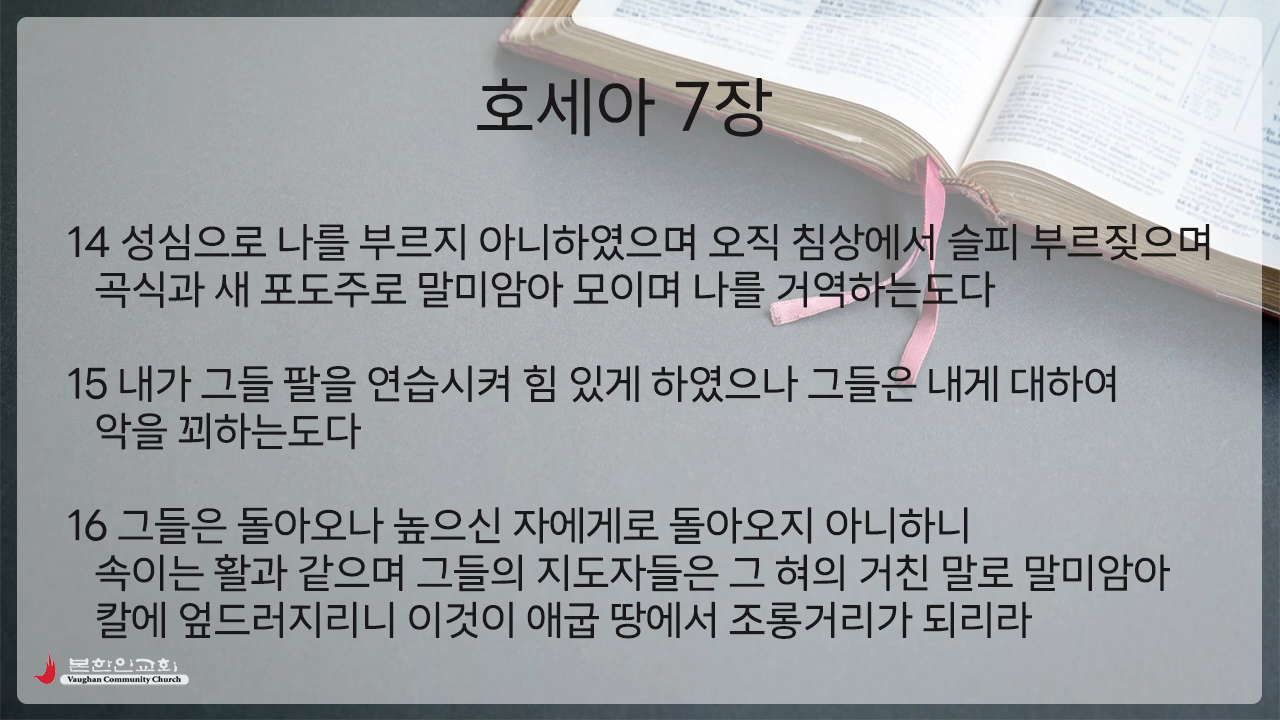 호세아 7장
14 성심으로 나를 부르지 아니하였으며 오직 침상에서 슬피 부르짖으며
곡식과 새 포도주로 말미암아 모이며 나를 거역하는도다
15 내가 그들 팔을 연습시켜 힘 있게 하였으나 그들은 내게 대하여
악을 꾀하는도다
16 그들은 돌아오나 높으신 자에게로 돌아오지 아니하니
속이는 활과 같으며 그들의 지도자들은 그 혀의 거친 말로 말미암아
칼에 엎드러지리니 이것이 애굽 땅에서 조롱거리가 되리라
본한인교회
Vaughan Community Church